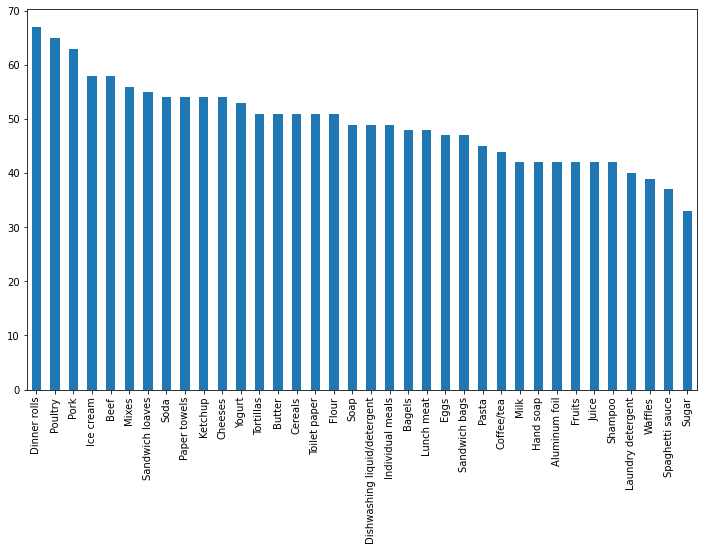 70
60
50
40
30
20
10
0
Dinner rolls
Poultry
Pork
Ice cream
Beef
Mixes
Sandwich loaves
Soda
Paper towels
Ketchup
Cheeses
Yogurt
Tortillas
Butter
Cereals
Toilet paper
Flour
Soap
Dishwashing liquid/detergent
Individual meals
Bagels
Lunch meat
Eggs
Sandwich bags
Pasta
Coffee/tea
Milk
Hand soap
Aluminum foil
Fruits
Juice
Shampoo
Laundry detergent
Waffles
Spaghetti sauce
Sugar